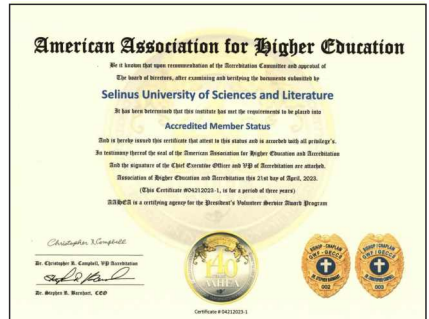 American Association for Higher Education
Be it known that upon recommendation of the Accreditation Committee and approval of
The board of directors, after examining and verifying the documents submitted by
Selinus University of Sciences and Literature
It has been determined that this institute has met the requirements to be placed into
Accredited Member Status
And is hereby issued this certificate that attest to this status and is accorded with all privilege's.
In testimony thereof the seal of the American Association for Higher Education and Accreditation
And the signature of the Chief Executive Officer and VP of Accreditation are attached.
Association of Higher Education and Accreditation this 21st day of April, 2023.
(This Certificate #04212023-1, is for a period of three years)
AAHEA is a certifying agency for the President's Volunteer Service Award Program
Dr. Christopher X. Campbell, VP Accreditation
Dr. Stephen R. Barnhart, CEO
140
AAHEA
BISHOP - CHAPLAIN
002
BISHOP - CHAPLAIN
003
Certificate # 04212023-1